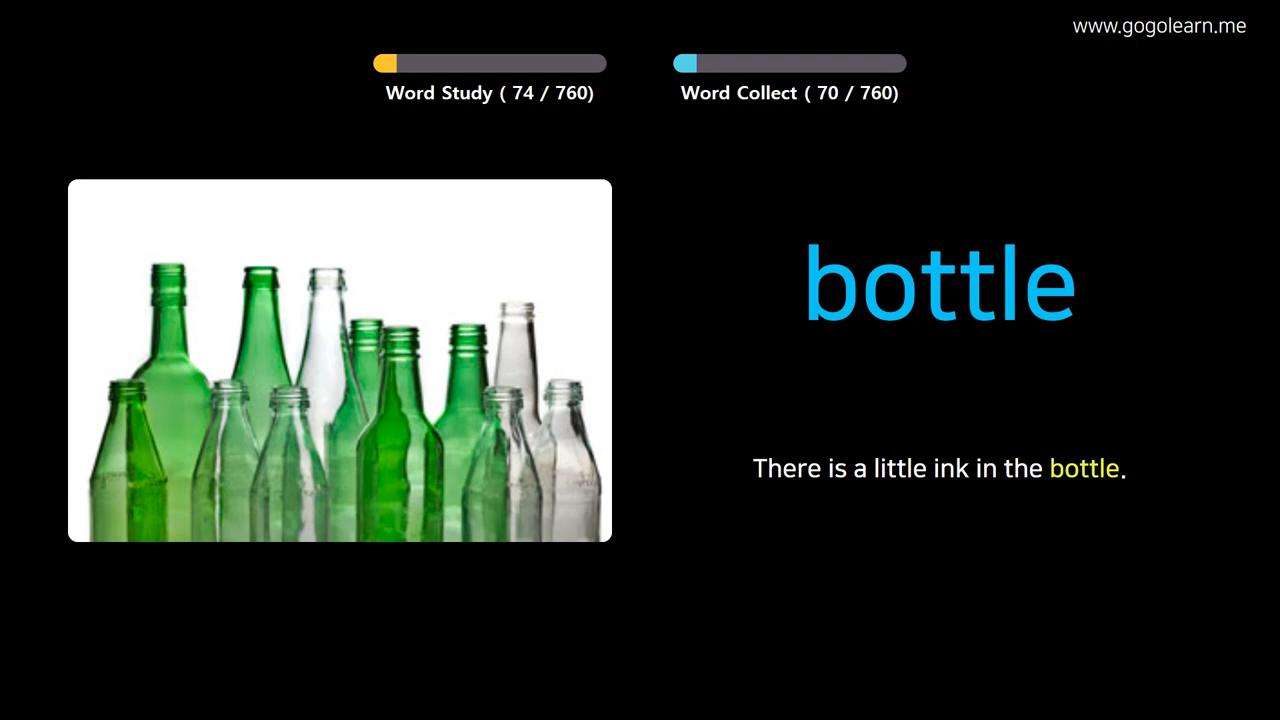 www.gogolearn.me
Word Study ( 74 / 760)
Word Collect ( 70 / 760)
bottle
There is a little ink in the bottle.